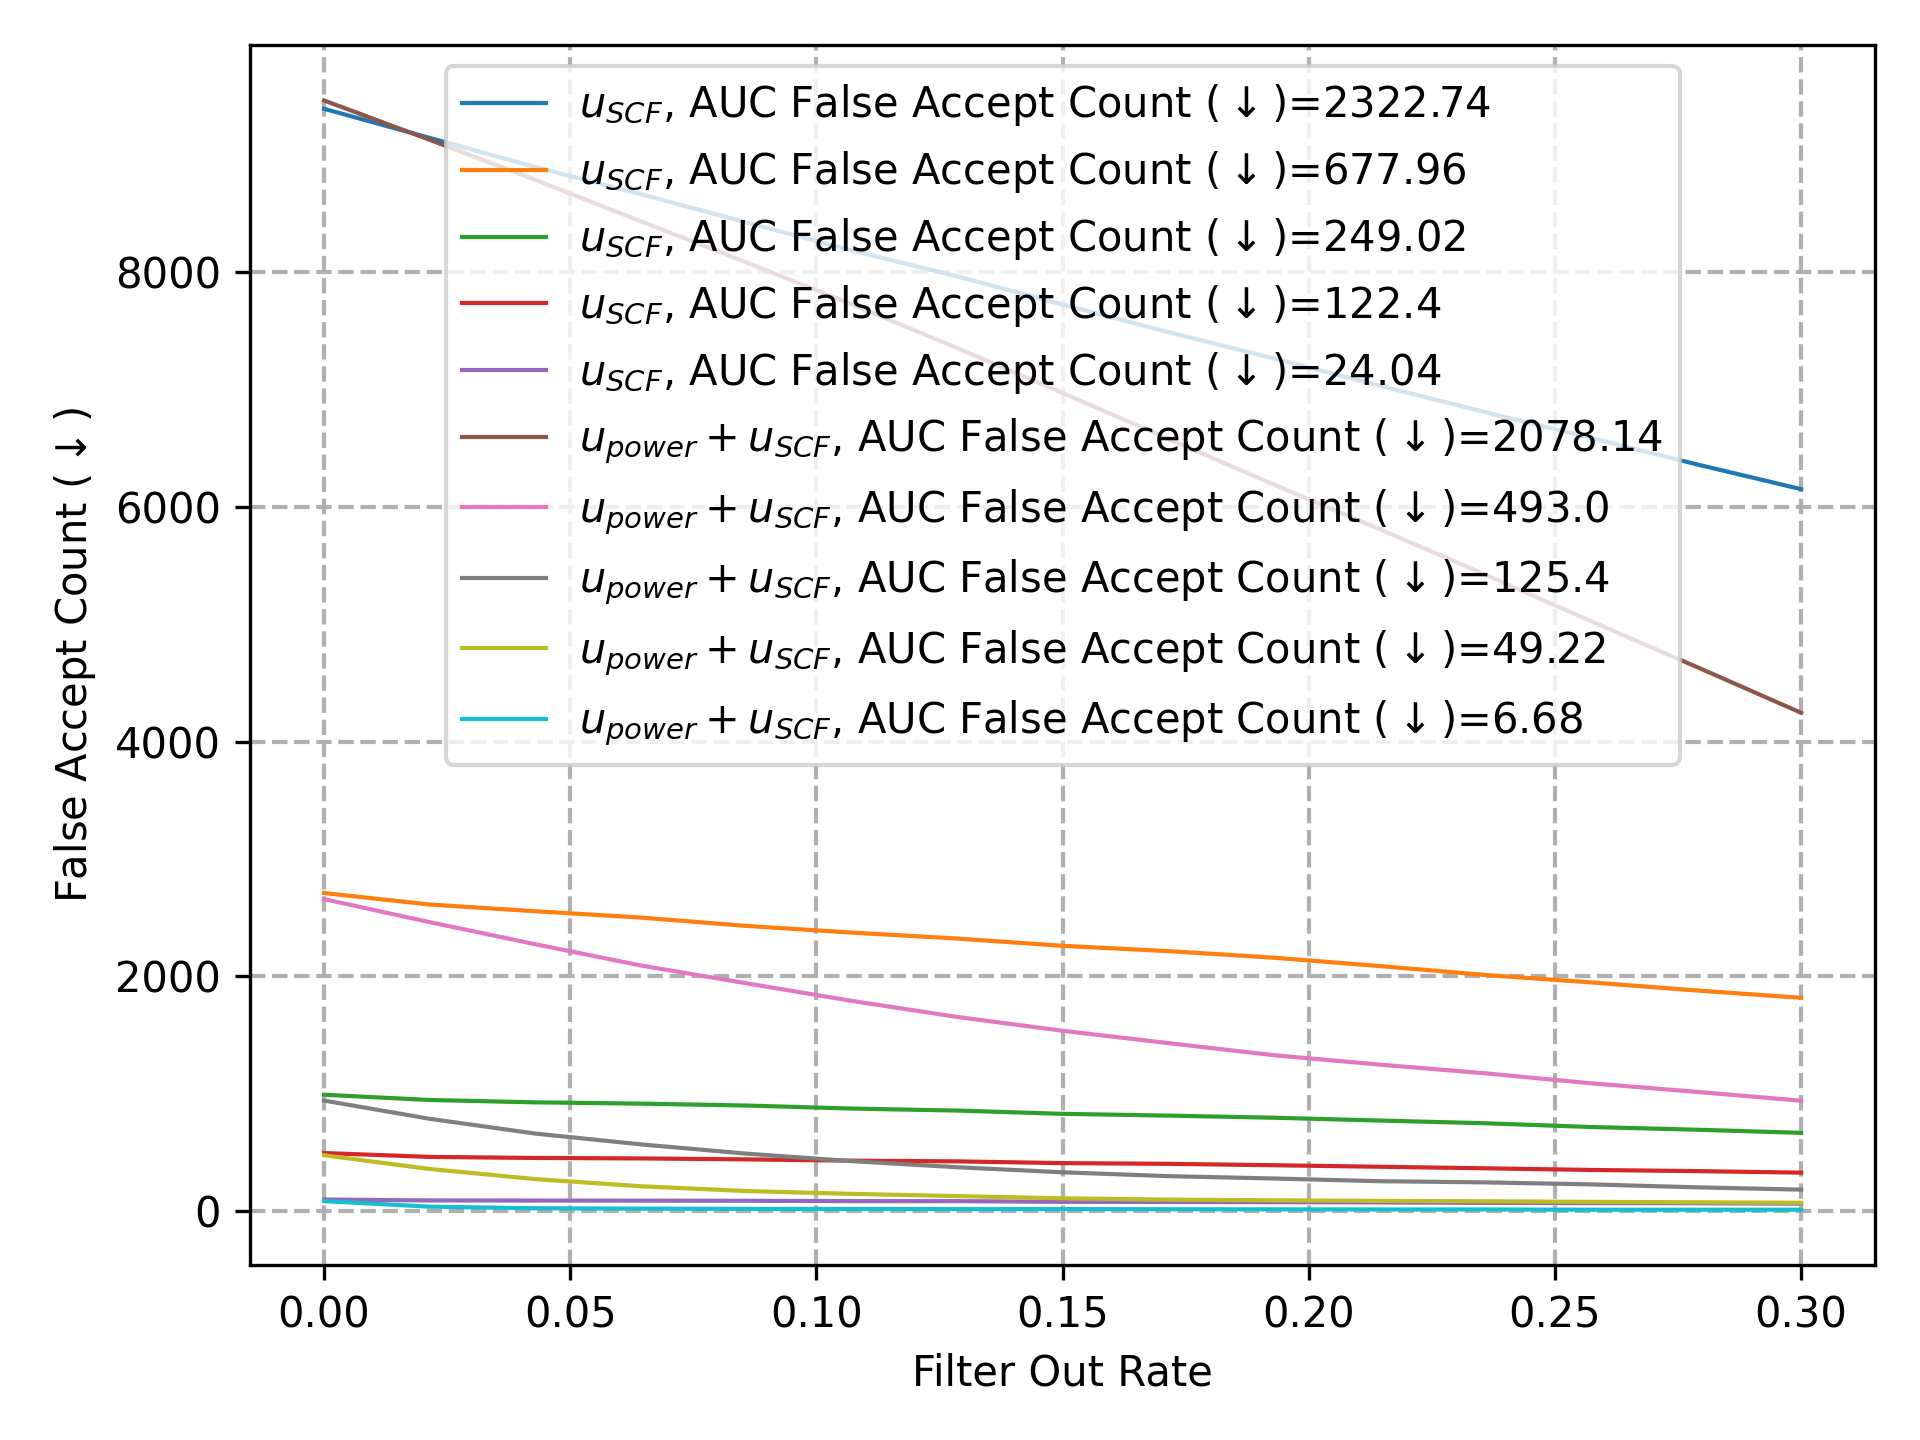 u_SCF, AUC False Accept Count (↓)=2322.74
u_SCF, AUC False Accept Count (↓)=677.96
u_SCF, AUC False Accept Count (↓)=249.02
u_SCF, AUC False Accept Count (↓)=122.4
u_SCF, AUC False Accept Count (↓)=24.04
u_power + u_SCF, AUC False Accept Count (↓)=2078.14
u_power + u_SCF, AUC False Accept Count (↓)=493.0
u_power + u_SCF, AUC False Accept Count (↓)=125.4
u_power + u_SCF, AUC False Accept Count (↓)=49.22
u_power + u_SCF, AUC False Accept Count (↓)=6.68
False Accept Count (↓)
8000
6000
4000
2000
0
0.00 0.05 0.10 0.15 0.20 0.25 0.30
Filter Out Rate